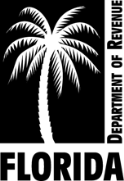 DEPARTMENT OF REVENUE
FLORIDA